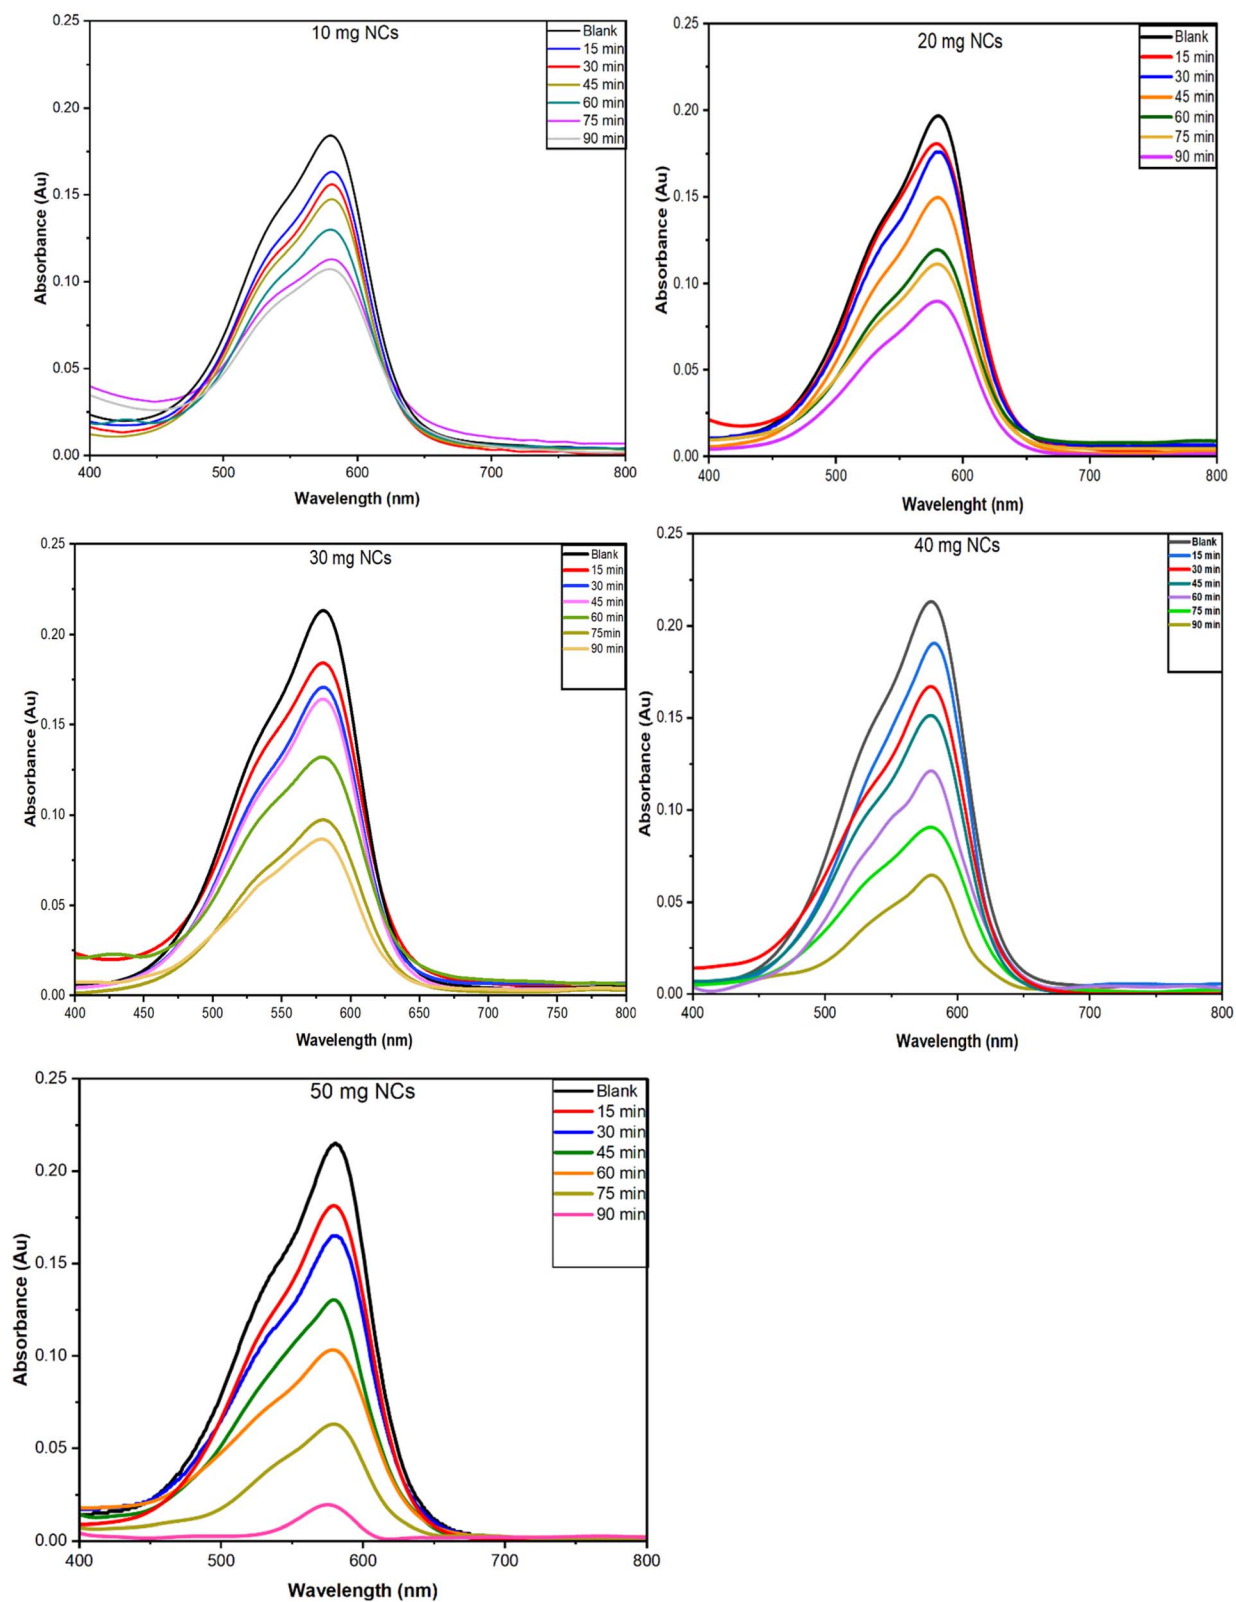 10 mg NCs
Blank
15 min
30 min
45 min
60 min
75 min
90 min
0.25
0.20
0.15
0.10
0.05
0.00
Absorbance (Au)
400 500 600 700 800
Wavelength (nm)
20 mg NCs
Blank
15 min
30 min
45 min
60 min
75 min
90 min
0.25
0.20
0.15
0.10
0.05
0.00
Absorbance (Au)
400 500 600 700 800
Wavelenght (nm)
30 mg NCs
Blank
15 min
30 min
45 min
60 min
75min
90 min
0.25
0.20
0.15
0.10
0.05
0.00
Absorbance (Au)
400 450 500 550 600 650 700 750 800
Wavelength (nm)
40 mg NCs
Blank
15 min
30 min
45 min
60 min
75 min
90 min
0.25
0.20
0.15
0.10
0.05
0.00
Absorbance (Au)
400 500 600 700 800
Wavelength (nm)
50 mg NCs
Blank
15 min
30 min
45 min
60 min
75 min
90 min
0.25
0.20
0.15
0.10
0.05
0.00
Absorbance (Au)
400 500 600 700 800
Wavelength (nm)